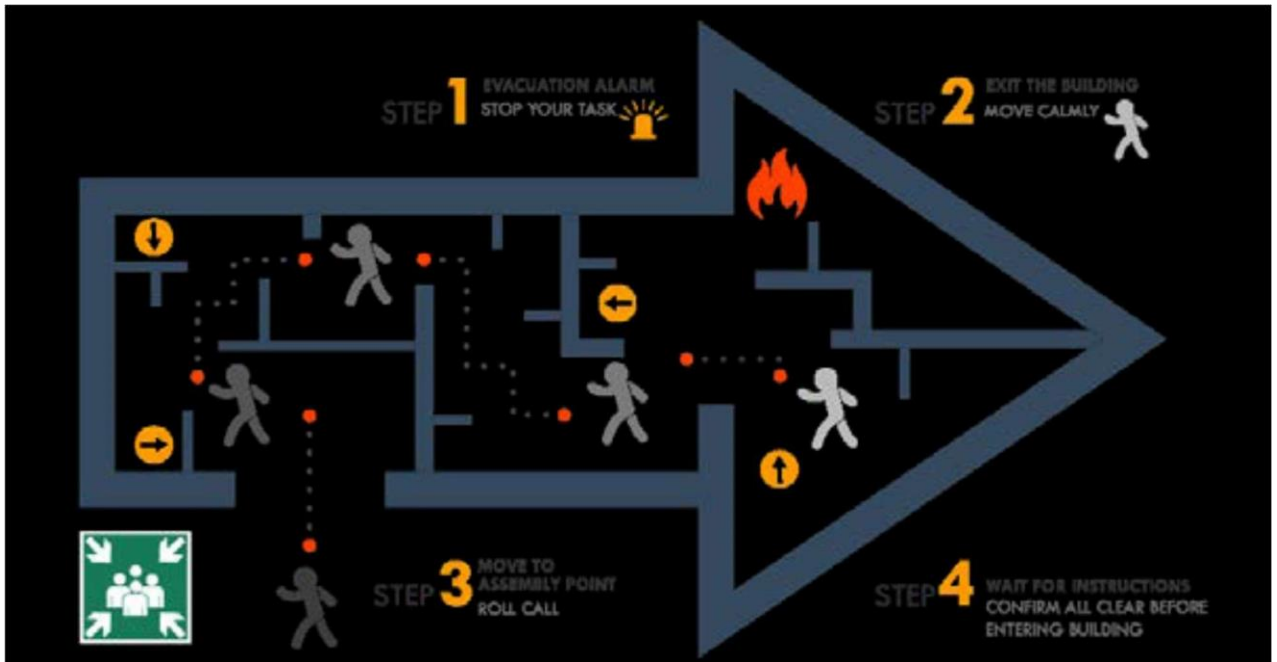 STEP 1 EVACUATION ALARM
STOP YOUR TASK
STEP 2 EXIT THE BUILDING
MOVE CALMLY
STEP 3 MOVE TO
ASSEMBLY POINT
ROLL CALL
STEP 4 WAIT FOR INSTRUCTIONS
CONFIRM ALL CLEAR BEFORE
ENTERING BUILDING